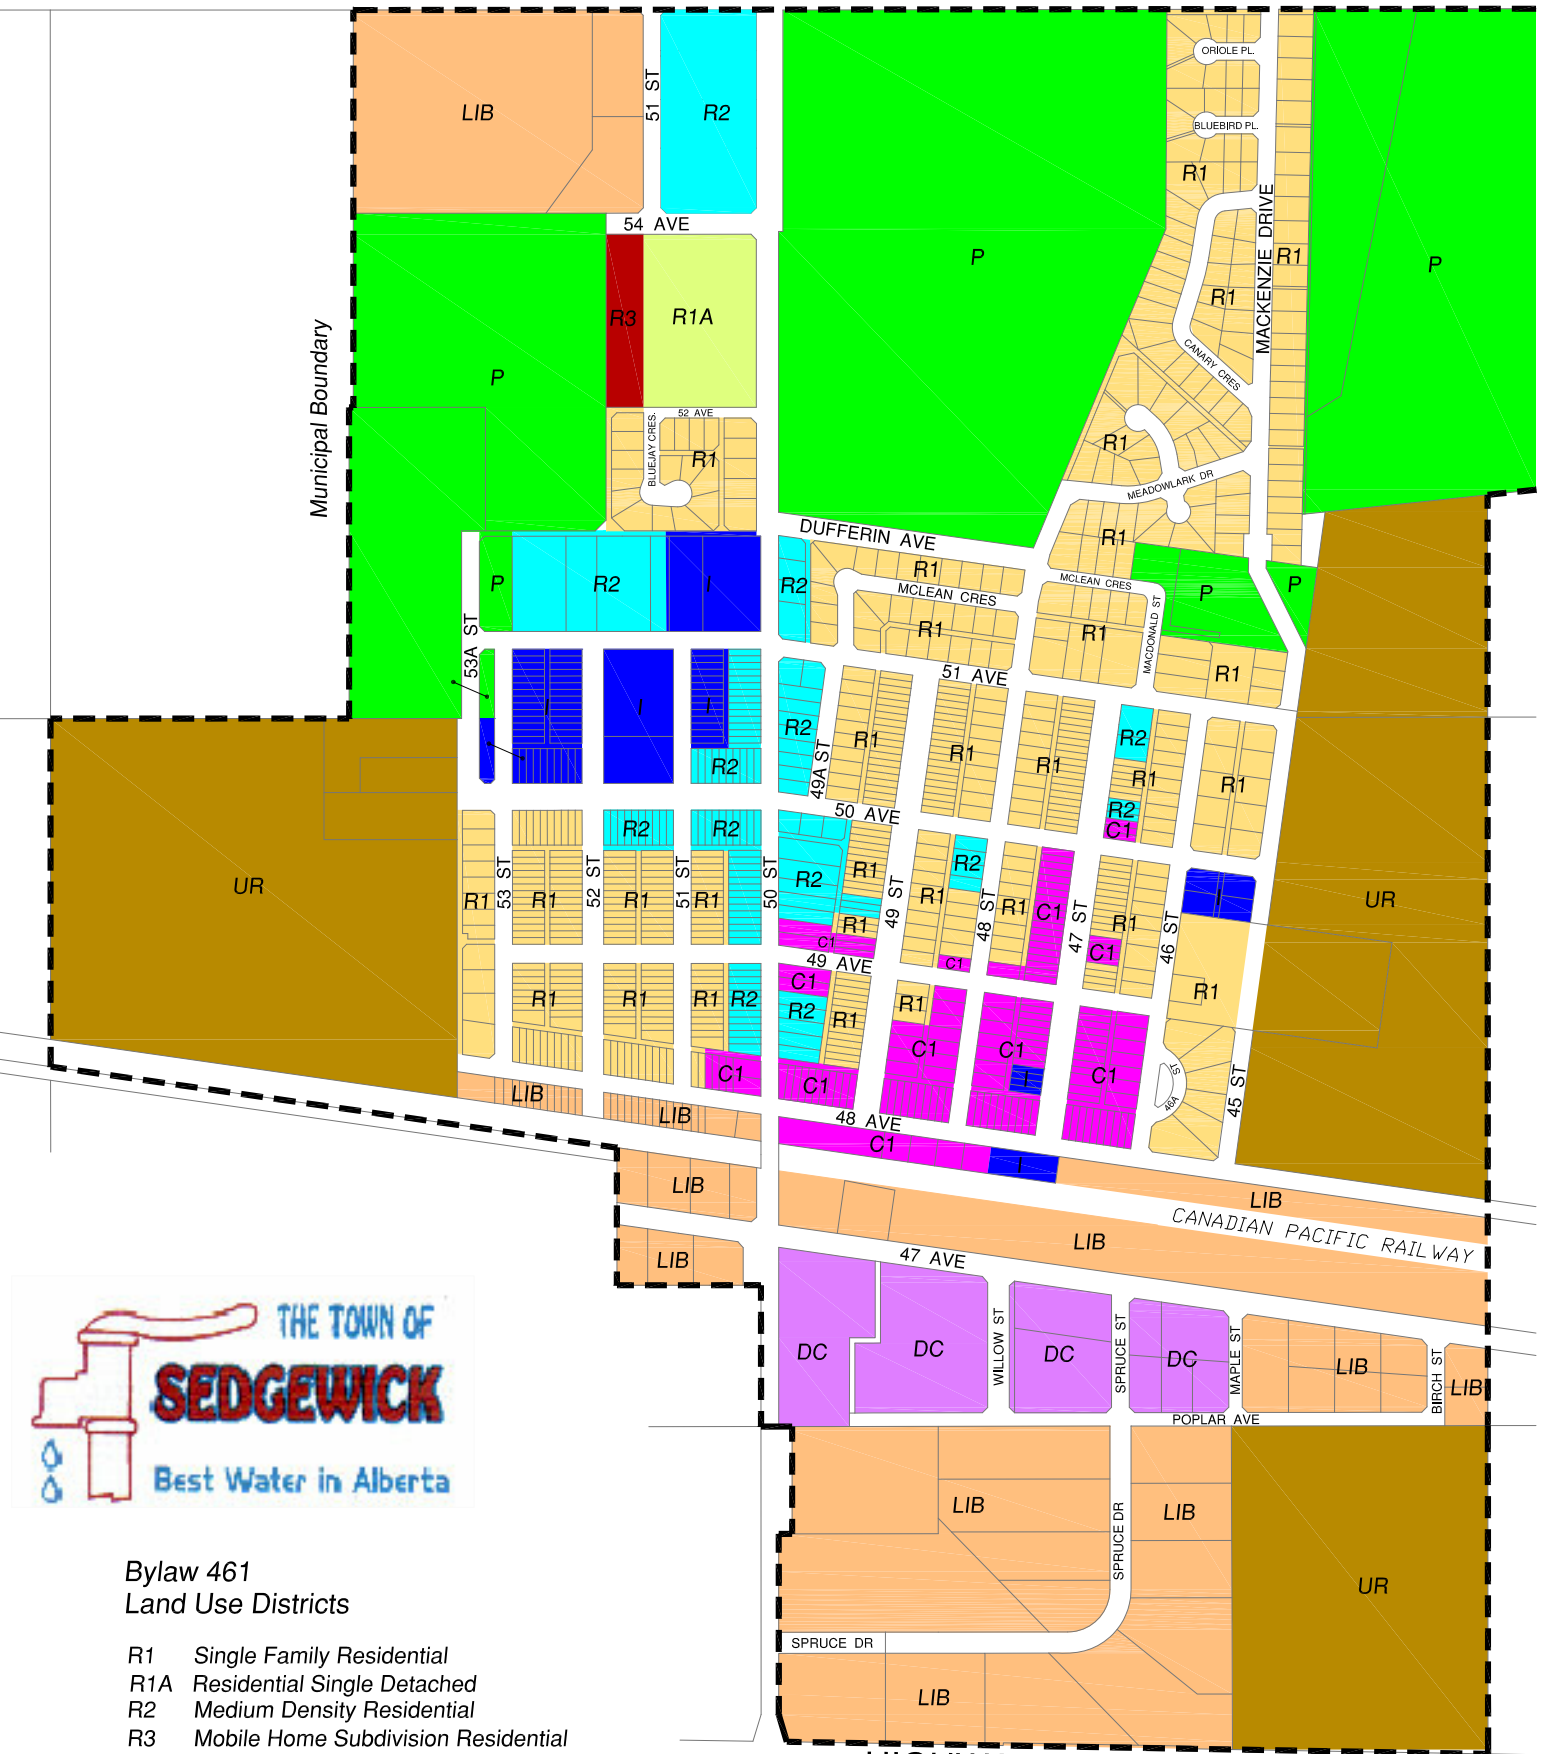 LIB
51 ST
R2
ORIOLE PL.
BLUEBIRD PL.
R1
54 AVE
MACKENZIE DRIVE
P
R1
P
R1
R3
R1A
Municipal Boundary
P
CANARY CRES
52 AVE
BLUEJAY CRES.
R1
R1
MEADOWLARK DR
DUFFERIN AVE
R1
R1
P
R2
I
R2
MCLEAN CRES
MCLEAN CRES
P
P
R1
R1
MACDONALD ST
53A ST
51 AVE
R1
I
I
I
R2
R2
49A ST
R1
R1
R1
R2
R1
R1
R2
C1
50 AVE
R2
R2
UR
R1
53 ST
R1
52 ST
R1
51 ST
R1
50 ST
R2
R1
R1
49 ST
R1
R2
48 ST
R1
C1
47 ST
R1
C1
46 ST
I
UR
C1
49 AVE
C1
R1
R1
R1
R2
C1
R2
R1
R1
C1
C1
I
C1
R1
46A ST
45 ST
LIB
LIB
C1
C1
48 AVE
C1
I
LIB
LIB
CANADIAN PACIFIC RAILWAY
LIB
LIB
47 AVE
DC
DC
WILLOW ST
DC
SPRUCE ST
DC
MAPLE ST
LIB
BIRCH ST
LIB
POPLAR AVE
THE TOWN OF
SEDGEWICK
Best Water in Alberta
LIB
SPRUCE DR
LIB
UR
SPRUCE DR
LIB
Bylaw 461
Land Use Districts
R1 Single Family Residential
R1A Residential Single Detached
R2 Medium Density Residential
R3 Mobile Home Subdivision Residential